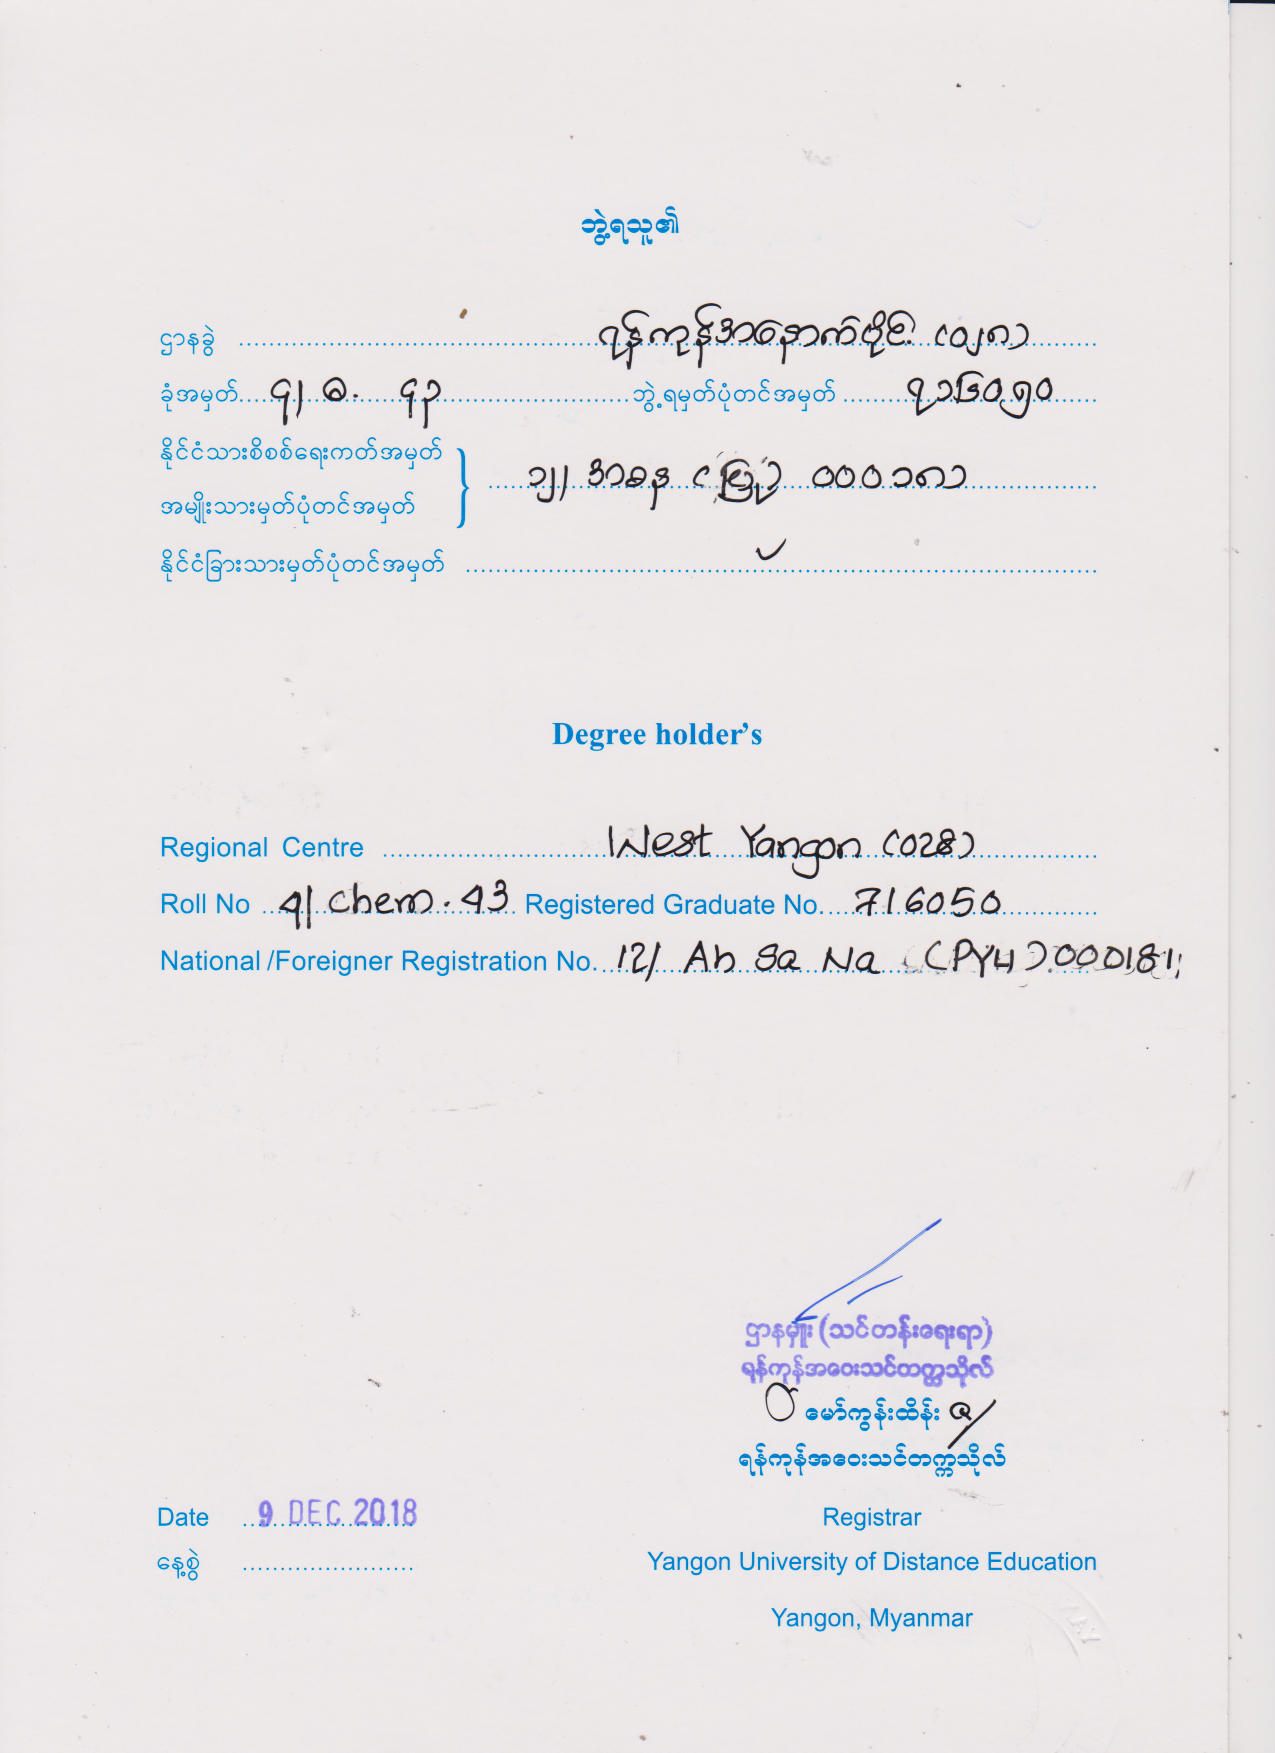 ဘွဲ့ရသူ၏
ဌာနခွဲ ရန်ကုန်အနောက်ပိုင်း (၀၂၈)
ခုံအမှတ် ၄/ ဓ. ၄၃ ဘွဲ့ရမှတ်ပုံတင်အမှတ် ၇၁၆၀၅၀
နိုင်ငံသားစိစစ်ရေးကတ်အမှတ်
အမျိုးသားမှတ်ပုံတင်အမှတ်
၁၂/ အစန (ပြု) ၀၀၀၁၈၁
နိုင်ငံခြားသားမှတ်ပုံတင်အမှတ်
Degree holder's
Regional Centre West Yangon (028)
Roll No 4/ Chem. 43 Registered Graduate No. 716050
National /Foreigner Registration No. 12/ Ah Sa Na (PYU) 000181
ဌာနမှူး (သင်တန်းရေးရာ)
ရန်ကုန်အဝေးသင်တက္ကသိုလ်
မော်ကွန်းထိန်း
ရန်ကုန်အဝေးသင်တက္ကသိုလ်
Date 9 DEC 2018
Registrar
နေ့စွဲ
Yangon University of Distance Education
Yangon, Myanmar